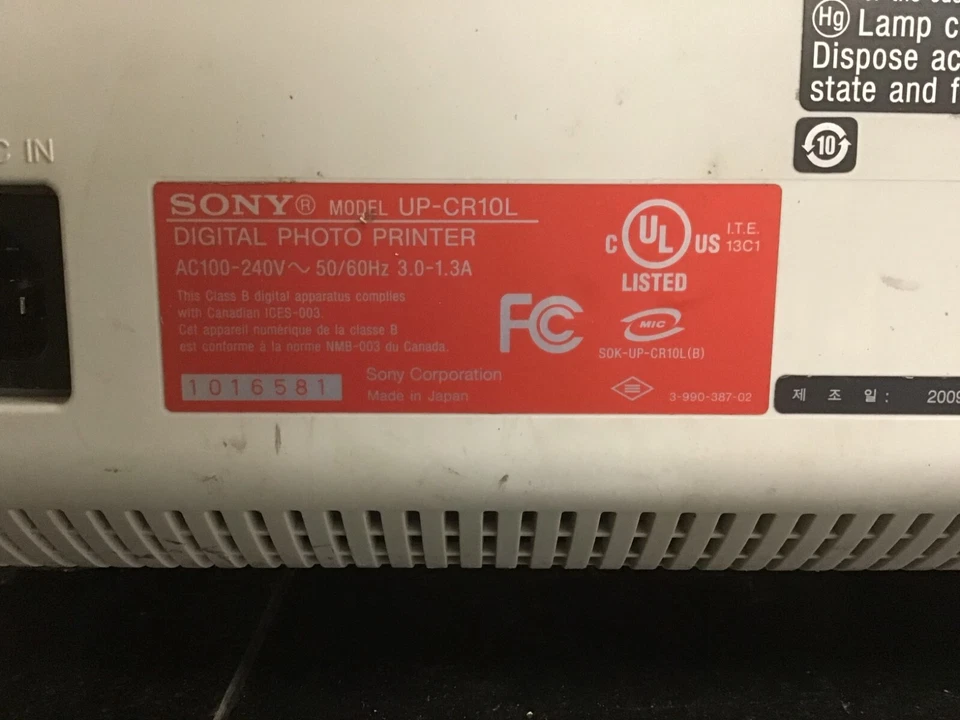 Hg Lamp c
Dispose ac
state and f
10
C IN
SONY® MODEL UP-CR10L
DIGITAL PHOTO PRINTER
AC100-240V～ 50/60Hz 3.0-1.3A
This Class B digital apparatus complies
with Canadian ICES-003.
Cet appareil numérique de la classe B
est conforme à la norme NMB-003 du Canada.
1016581
Sony Corporation
Made in Japan
C UL US
LISTED
I.T.E.
13C1
FC
MIC
SOK-UP-CR10L(B)
3-990-387-02
제 조 일 : 2009